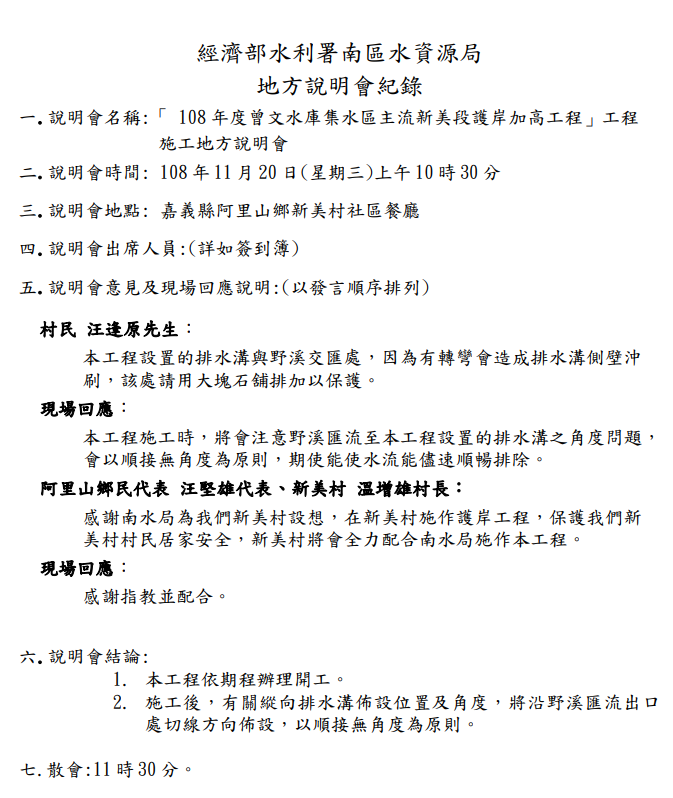 經濟部水利署南區水資源局
地方說明會紀錄
一.說明會名稱:「 108 年度曾文水庫集水區主流新美段護岸加高工程」工程
施工地方說明會
二.說明會時間: 108 年 11 月 20 日(星期三)上午 10 時 30 分
三.說明會地點: 嘉義縣阿里山鄉新美村社區餐廳
四.說明會出席人員:(詳如簽到簿)
五.說明會意見及現場回應說明:(以發言順序排列)
村民 汪逢原先生：
本工程設置的排水溝與野溪交匯處，因為有轉彎會造成排水溝側壁沖
刷，該處請用大塊石舖排加以保護。
現場回應：
本工程施工時，將會注意野溪匯流至本工程設置的排水溝之角度問題，
會以順接無角度為原則，期使能使水流能儘速順暢排除。
阿里山鄉民代表 汪堅雄代表、新美村 溫增雄村長：
感謝南水局為我們新美村設想，在新美村施作護岸工程，保護我們新
美村村民居家安全，新美村將會全力配合南水局施作本工程。
現場回應：
感謝指教並配合。
六.說明會結論:
1. 本工程依期程辦理開工。
2. 施工後，有關縱向排水溝佈設位置及角度，將沿野溪匯流出口
處切線方向佈設，以順接無角度為原則。
七.散會:11 時 30 分。